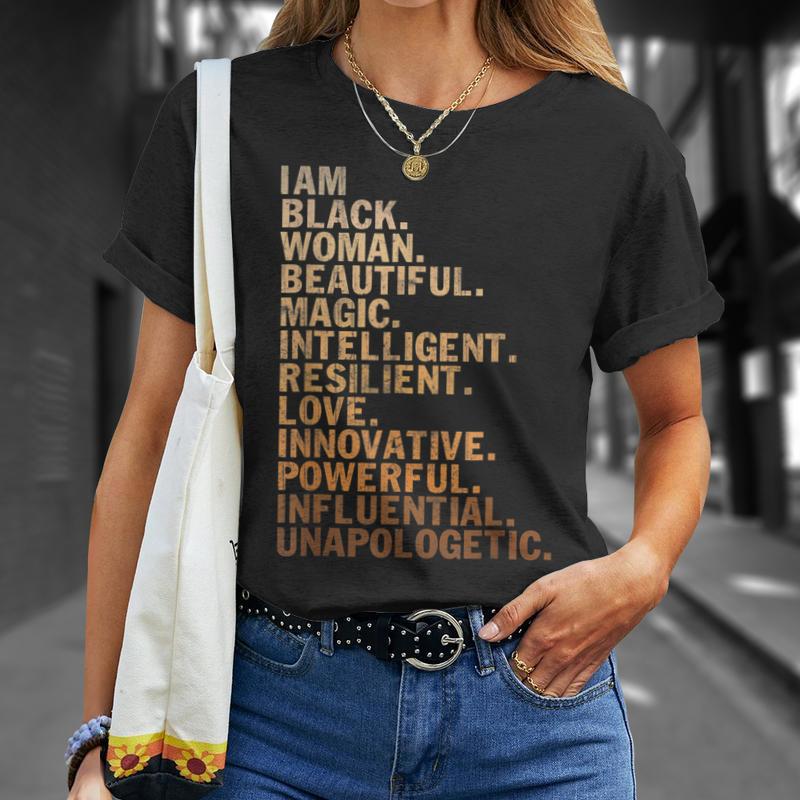 I AM
BLACK.
WOMAN.
BEAUTIFUL.
MAGIC.
INTELLIGENT.
RESILIENT.
LOVE.
INNOVATIVE.
POWERFUL.
INFLUENTIAL.
UNAPOLOGETIC.